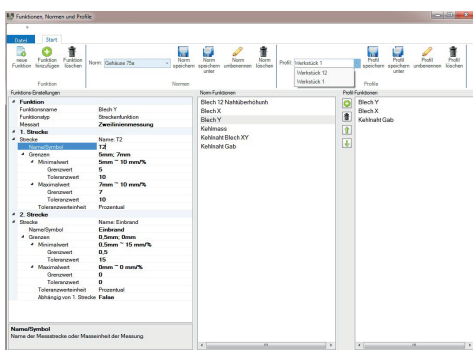 Funktionen, Normen und Profile
Datei Start
neue Funktion
Funktion hinzufügen
Funktion löschen
Funktion
Norm: Gehäuse 75a
Norm speichern
Norm speichern unter
Norm umbenennen
Norm löschen
Normen
Profil: Werkstück 1
Werkstück 12
Werkstück 1
Profil speichern
Profil speichern unter
Profil umbenennen
Profil löschen
Profile
Funktions-Einstellungen
Funktion
Funktionsname Blech Y
Funktionstyp Streckenfunktion
Messart Zweilinienmessung
1. Strecke
Strecke Name: T2
Name/Symbol T2
Grenzen 5mm; 7mm
Minimalwert 5mm ~ 10 mm/%
Grenzwert 5
Toleranzwert 10
Maximalwert 7mm ~ 10 mm/%
Grenzwert 7
Toleranzwert 10
Toleranzwerteinheit Prozentual
2. Strecke
Strecke Name: Einbrand
Name/Symbol Einbrand
Grenzen 0,5mm; 0mm
Minimalwert 0,5mm ~ 15 mm/%
Grenzwert 0,5
Toleranzwert 15
Maximalwert 0mm ~ 0 mm/%
Grenzwert 0
Toleranzwert 0
Toleranzwerteinheit Prozentual
Abhängig von 1. Strecke False
Name/Symbol
Name der Messstrecke oder Masseinheit der Messung.
Norm-Funktionen
Blech 12 Nahtüberhöhunh
Blech X
Blech Y
Kehlmass
Kehlnaht Blech XY
Kehlnaht Gab
Profil-Funktionen
Blech Y
Blech X
Kehlnaht Gab